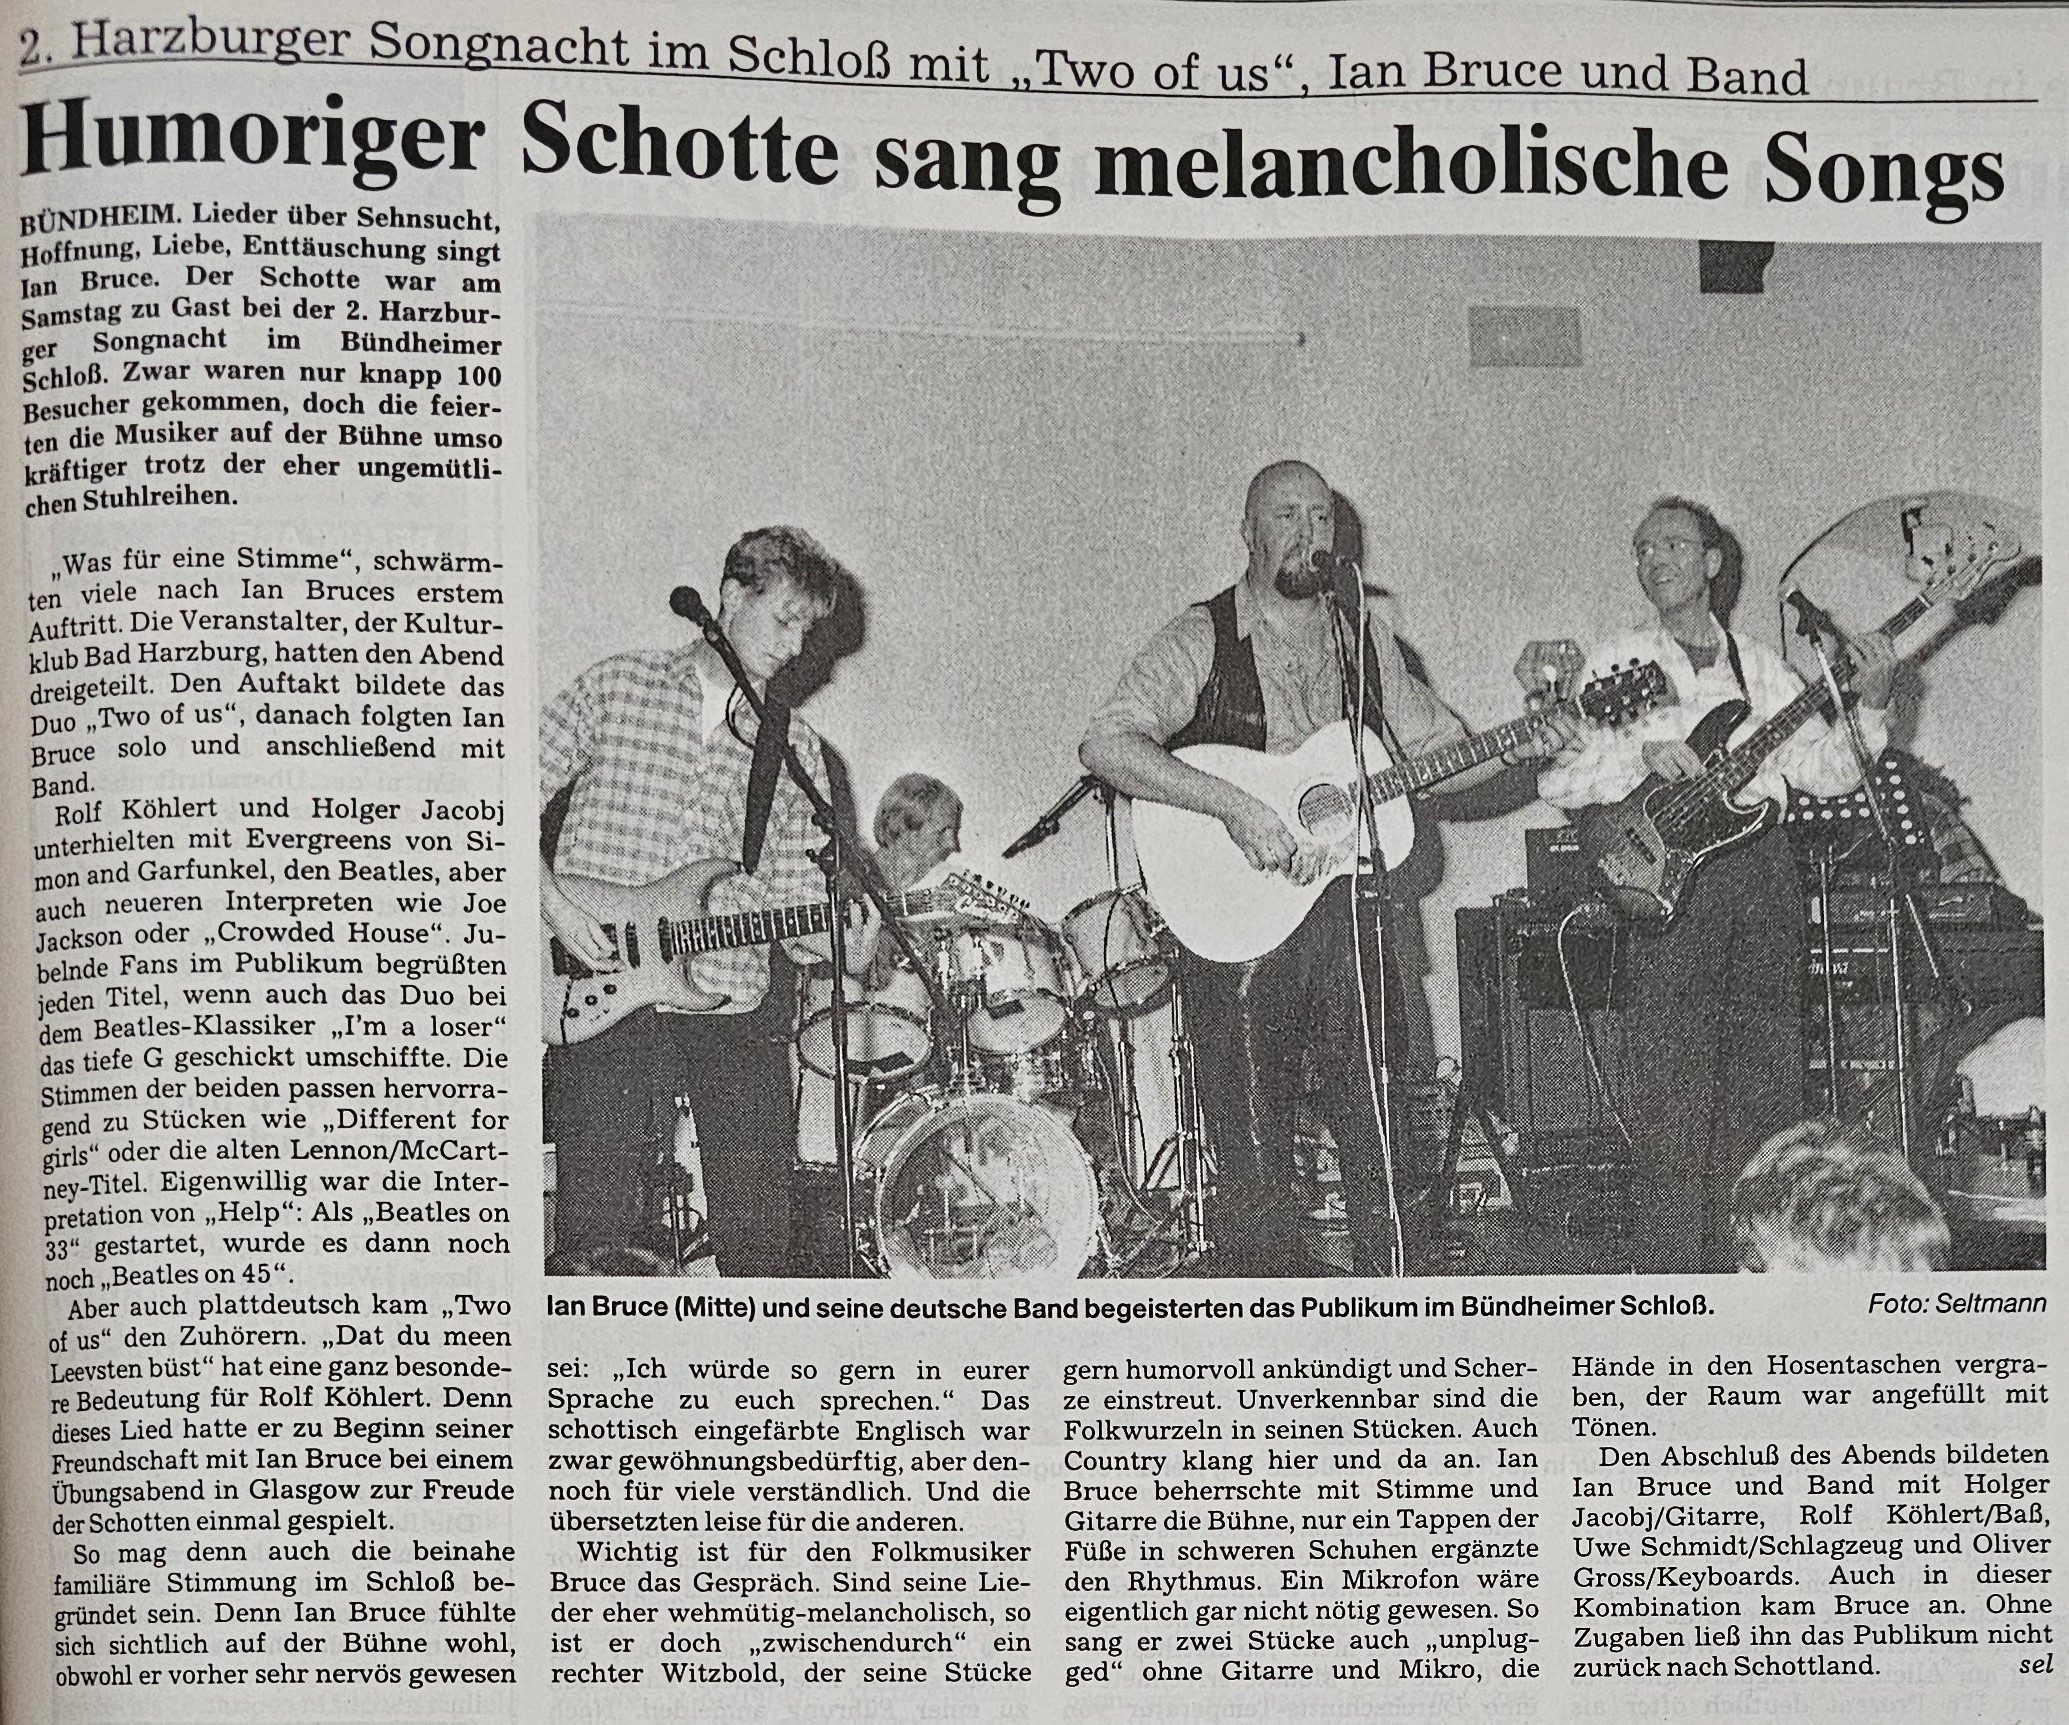 2. Harzburger Songnacht im Schloß mit „Two of us“, Ian Bruce und Band
Humoriger Schotte sang melancholische Songs
BÜNDHEIM. Lieder über Sehnsucht,
Hoffnung, Liebe, Enttäuschung singt
Ian Bruce. Der Schotte war am
Samstag zu Gast bei der 2. Harzbur-
ger Songnacht im Bündheimer
Schloß. Zwar waren nur knapp 100
Besucher gekommen, doch die feier-
ten die Musiker auf der Bühne umso
kräftiger trotz der eher ungemütli-
chen Stuhlreihen.
„Was für eine Stimme“, schwärm-
ten viele nach Ian Bruces erstem
Auftritt. Die Veranstalter, der Kultur-
klub Bad Harzburg, hatten den Abend
dreigeteilt. Den Auftakt bildete das
Duo „Two of us“, danach folgten Ian
Bruce solo und anschließend mit
Band.
Rolf Köhlert und Holger Jacobj
unterhielten mit Evergreens von Si-
mon and Garfunkel, den Beatles, aber
auch neueren Interpreten wie Joe
Jackson oder „Crowded House“. Ju-
belnde Fans im Publikum begrüßten
jeden Titel, wenn auch das Duo bei
dem Beatles-Klassiker „I'm a loser“
das tiefe G geschickt umschiffte. Die
Stimmen der beiden passen hervorra-
gend zu Stücken wie „Different for
girls“ oder die alten Lennon/McCart-
ney-Titel. Eigenwillig war die Inter-
pretation von „Help“: Als „Beatles on
33“ gestartet, wurde es dann noch
noch „Beatles on 45“.
Aber auch plattdeutsch kam „Two
of us“ den Zuhörern. „Dat du meen
Leevsten büst“ hat eine ganz besonde-
re Bedeutung für Rolf Köhlert. Denn
dieses Lied hatte er zu Beginn seiner
Freundschaft mit Ian Bruce bei einem
Übungsabend in Glasgow zur Freude
der Schotten einmal gespielt.
So mag denn auch die beinahe
familiäre Stimmung im Schloß be-
gründet sein. Denn Ian Bruce fühlte
sich sichtlich auf der Bühne wohl,
obwohl er vorher sehr nervös gewesen
Ian Bruce (Mitte) und seine deutsche Band begeisterten das Publikum im Bündheimer Schloß. Foto: Seltmann
sei: „Ich würde so gern in eurer
Sprache zu euch sprechen.“ Das
schottisch eingefärbte Englisch war
zwar gewöhnungsbedürftig, aber den-
noch für viele verständlich. Und die
übersetzten leise für die anderen.
Wichtig ist für den Folkmusiker
Bruce das Gespräch. Sind seine Lie-
der eher wehmütig-melancholisch, so
ist er doch „zwischendurch“ ein
rechter Witzbold, der seine Stücke
gern humorvoll ankündigt und Scher-
ze einstreut. Unverkennbar sind die
Folkwurzeln in seinen Stücken. Auch
Country klang hier und da an. Ian
Bruce beherrschte mit Stimme und
Gitarre die Bühne, nur ein Tappen der
Füße in schweren Schuhen ergänzte
den Rhythmus. Ein Mikrofon wäre
eigentlich gar nicht nötig gewesen. So
sang er zwei Stücke auch „unplug-
ged“ ohne Gitarre und Mikro, die
Hände in den Hosentaschen vergra-
ben, der Raum war angefüllt mit
Tönen.
Den Abschluß des Abends bildeten
Ian Bruce und Band mit Holger
Jacobj/Gitarre, Rolf Köhlert/Baß,
Uwe Schmidt/Schlagzeug und Oliver
Gross/Keyboards. Auch in dieser
Kombination kam Bruce an. Ohne
Zugaben ließ ihn das Publikum nicht
zurück nach Schottland. sel